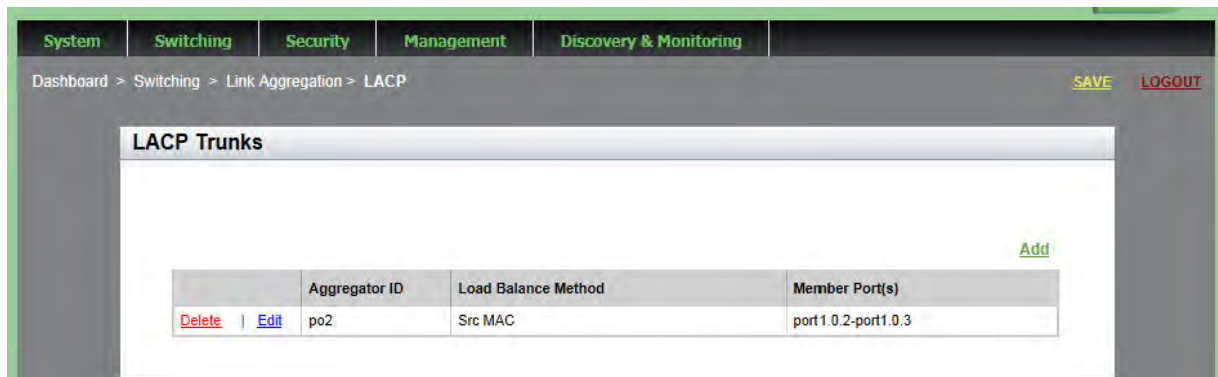 System Switching Security Management Discovery & Monitoring
Dashboard > Switching > Link Aggregation > LACP SAVE LOGOUT
LACP Trunks
Add
Aggregator ID Load Balance Method Member Port(s)
Delete | Edit po2 Src MAC port1.0.2-port1.0.3